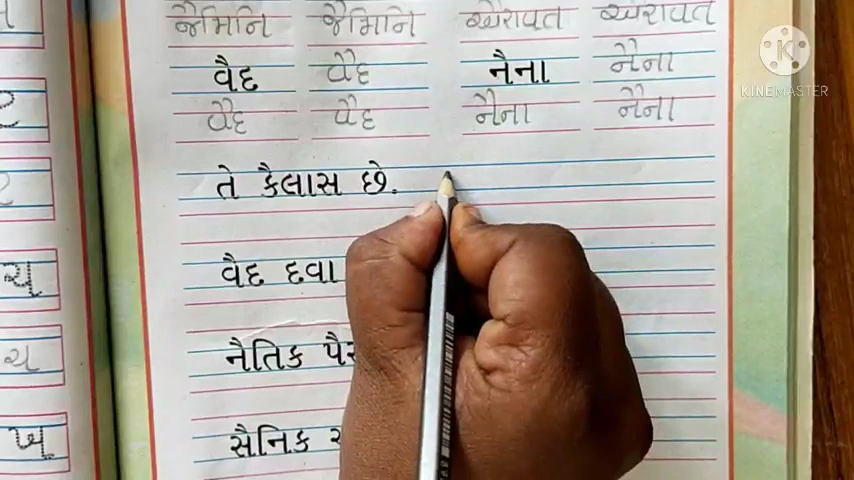 જૈમિનિ જૈમિનિ ઐરાવત ઐરાવત
વૈદ વૈદ નૈના નૈના
વૈદ વૈદ નૈના નૈના
તે કૈલાસ છે.
વૈદ દવા
નૈતિક
સૈનિક
KINEMASTER